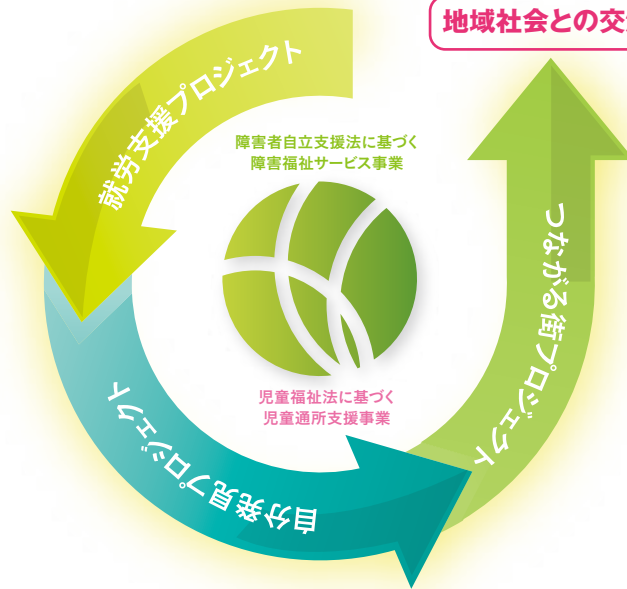 地域社会との交
就労支援プロジェクト
障害者自立支援法に基づく
障害福祉サービス事業
つながる街プロジェクト
児童福祉法に基づく
児童通所支援事業
自分発見プロジェクト